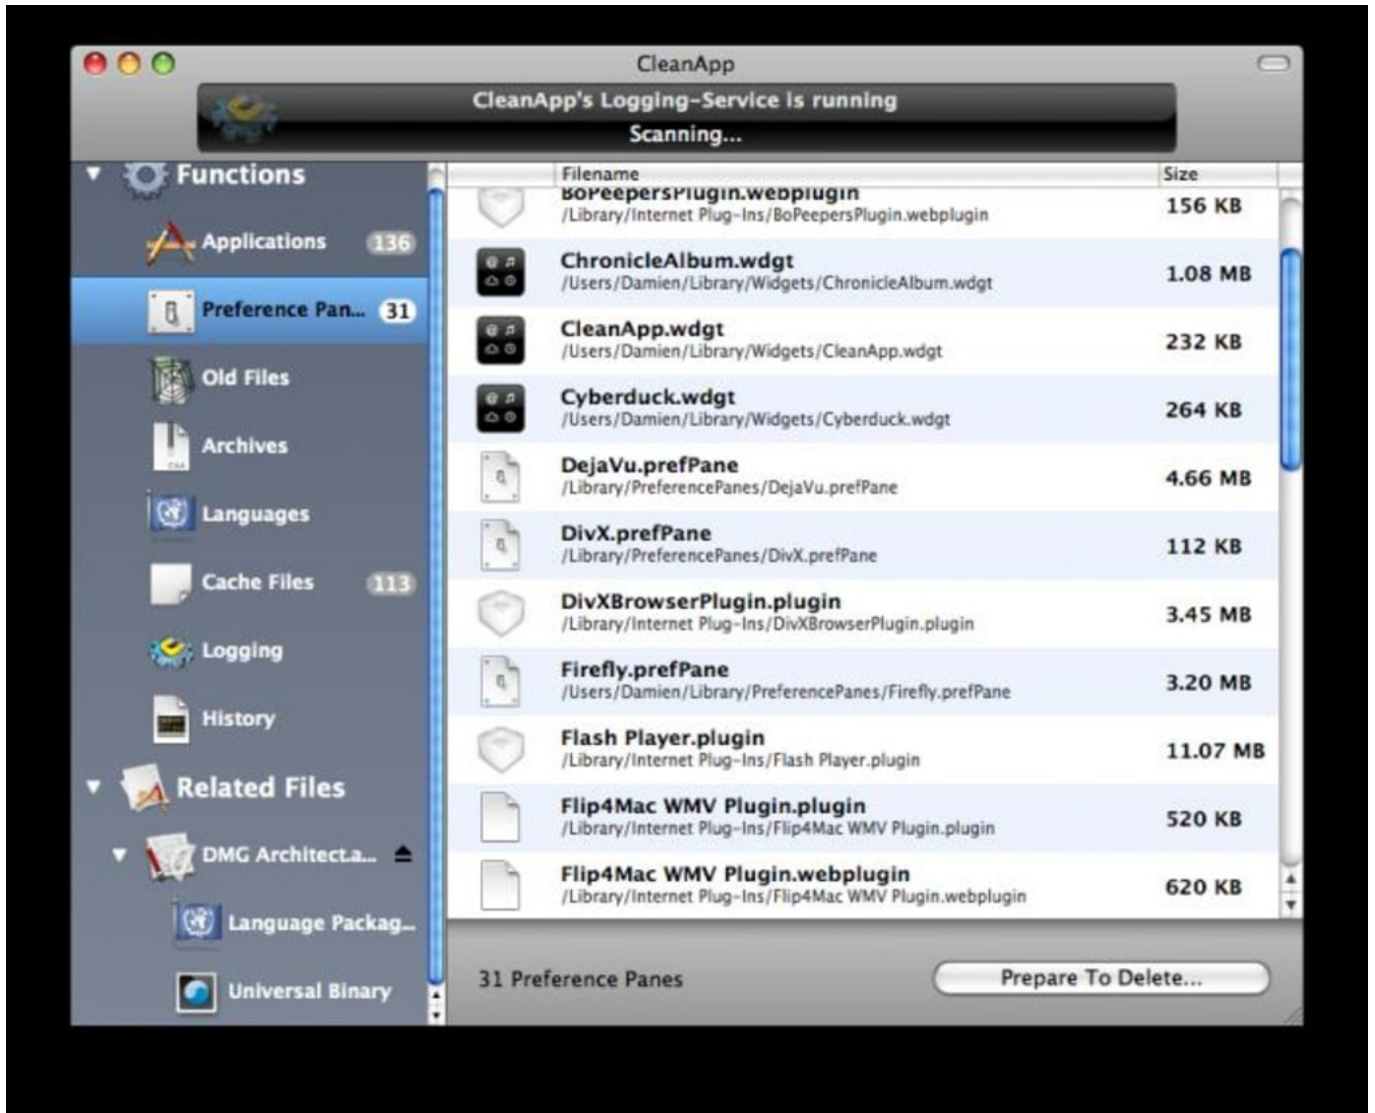 CleanApp
CleanApp's Logging-Service is running
Scanning...
Functions
Applications 136
Preference Pan... 31
Old Files
Archives
Languages
Cache Files 113
Logging
History
Related Files
DMG Architect.a...
Language Packag...
Universal Binary
Filename Size
BoPeepersPlugin.webplugin
/Library/Internet Plug-Ins/BoPeepersPlugin.webplugin
156 KB
ChronicleAlbum.wdgt
/Users/Damien/Library/Widgets/ChronicleAlbum.wdgt
1.08 MB
CleanApp.wdgt
/Users/Damien/Library/Widgets/CleanApp.wdgt
232 KB
Cyberduck.wdgt
/Users/Damien/Library/Widgets/Cyberduck.wdgt
264 KB
DejaVu.prefPane
/Library/PreferencePanes/DejaVu.prefPane
4.66 MB
DivX.prefPane
/Library/PreferencePanes/DivX.prefPane
112 KB
DivXBrowserPlugin.plugin
/Library/Internet Plug-Ins/DivXBrowserPlugin.plugin
3.45 MB
Firefly.prefPane
/Users/Damien/Library/PreferencePanes/Firefly.prefPane
3.20 MB
Flash Player.plugin
/Library/Internet Plug-Ins/Flash Player.plugin
11.07 MB
Flip4Mac WMV Plugin.plugin
/Library/Internet Plug-Ins/Flip4Mac WMV Plugin.plugin
520 KB
Flip4Mac WMV Plugin.webplugin
/Library/Internet Plug-Ins/Flip4Mac WMV Plugin.webplugin
620 KB
31 Preference Panes
Prepare To Delete...